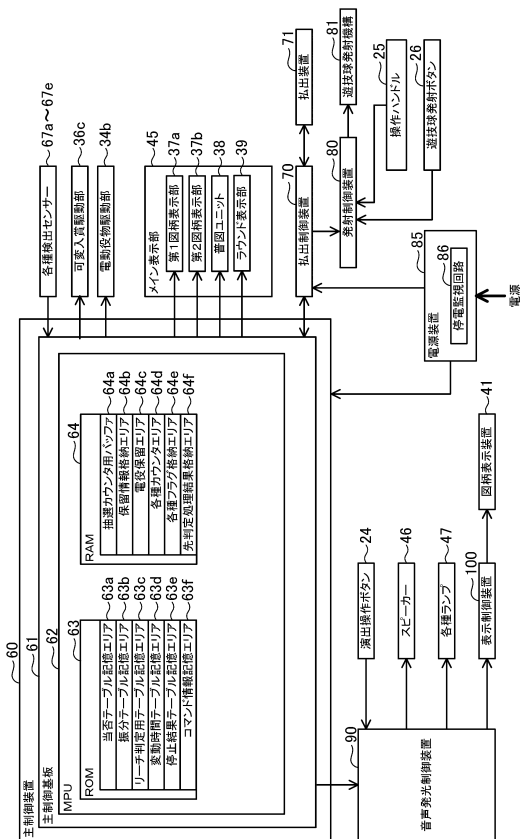 60
主制御装置
61
主制御基板
62
MPU
63
ROM
当否テーブル記憶エリア 63a
振分テーブル記憶エリア 63b
リーチ判定用テーブル記憶エリア 63c
変動時間テーブル記憶エリア 63d
停止結果テーブル記憶エリア 63e
コマンド情報記憶エリア 63f
64
RAM
抽選カウンタ用バッファ 64a
保留情報格納エリア 64b
電役保留エリア 64c
各種カウンタエリア 64d
各種フラグ格納エリア 64e
先判定処理結果格納エリア 64f
各種検出センサー 67a~67e
可変入賞駆動部 36c
電動役物駆動部 34b
45
メイン表示部
第1図柄表示部 37a
第2図柄表示部 37b
普図ユニット 38
ラウンド表示部 39
70
払出制御装置
払出装置 71
80
発射制御装置
遊技球発射機構 81
操作ハンドル 25
遊技球発射ボタン 26
85
電源装置
86
停電監視回路
電源
90
音声発光制御装置
演出操作ボタン 24
スピーカー 46
各種ランプ 47
100
表示制御装置
図柄表示装置 41